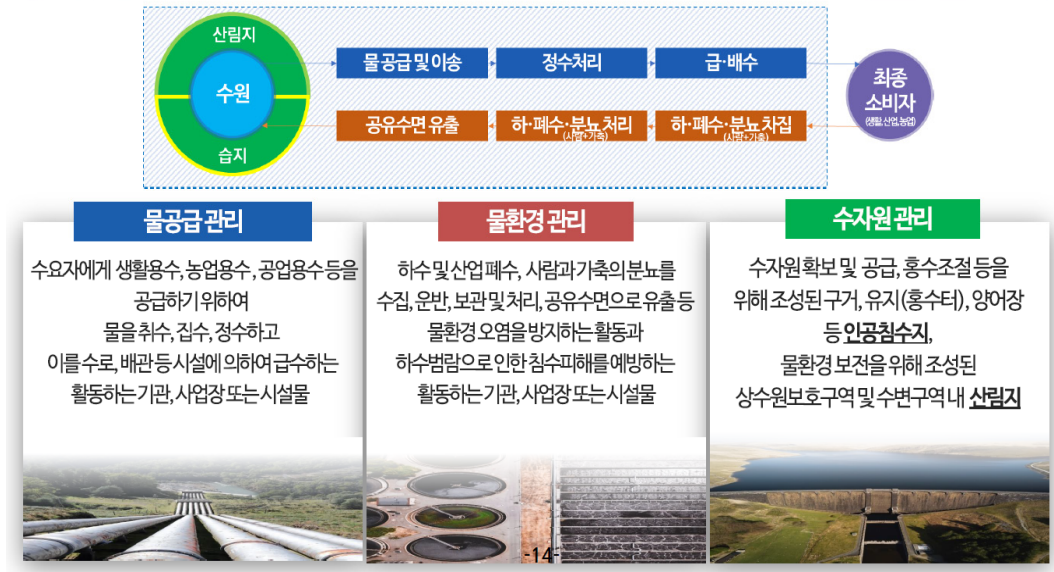 산림지
수원
습지
물 공급 및 이송
정수처리
급·배수
최종
소비자
(생활,산업,농업)
공유수면 유출
하·폐수·분뇨 처리
(사람+가축)
하·폐수·분뇨 차집
(사람+가축)
물공급 관리
수요자에게 생활용수, 농업용수, 공업용수 등을
공급하기 위하여
물을 취수, 집수, 정수하고
이를 수로, 배관 등 시설에 의하여 급수하는
활동하는 기관, 사업장 또는 시설물
물환경 관리
하수 및 산업 폐수, 사람과 가축의 분뇨를
수집, 운반, 보관 및 처리, 공유수면으로 유출 등
물환경 오염을 방지하는 활동과
하수범람으로 인한 침수피해를 예방하는
활동하는 기관, 사업장 또는 시설물
수자원 관리
수자원 확보 및 공급, 홍수조절 등을
위해 조성된 구거, 유지(홍수터), 양어장
등 인공침수지,
물환경 보전을 위해 조성된
상수원보호구역 및 수변구역 내 산림지
-14-